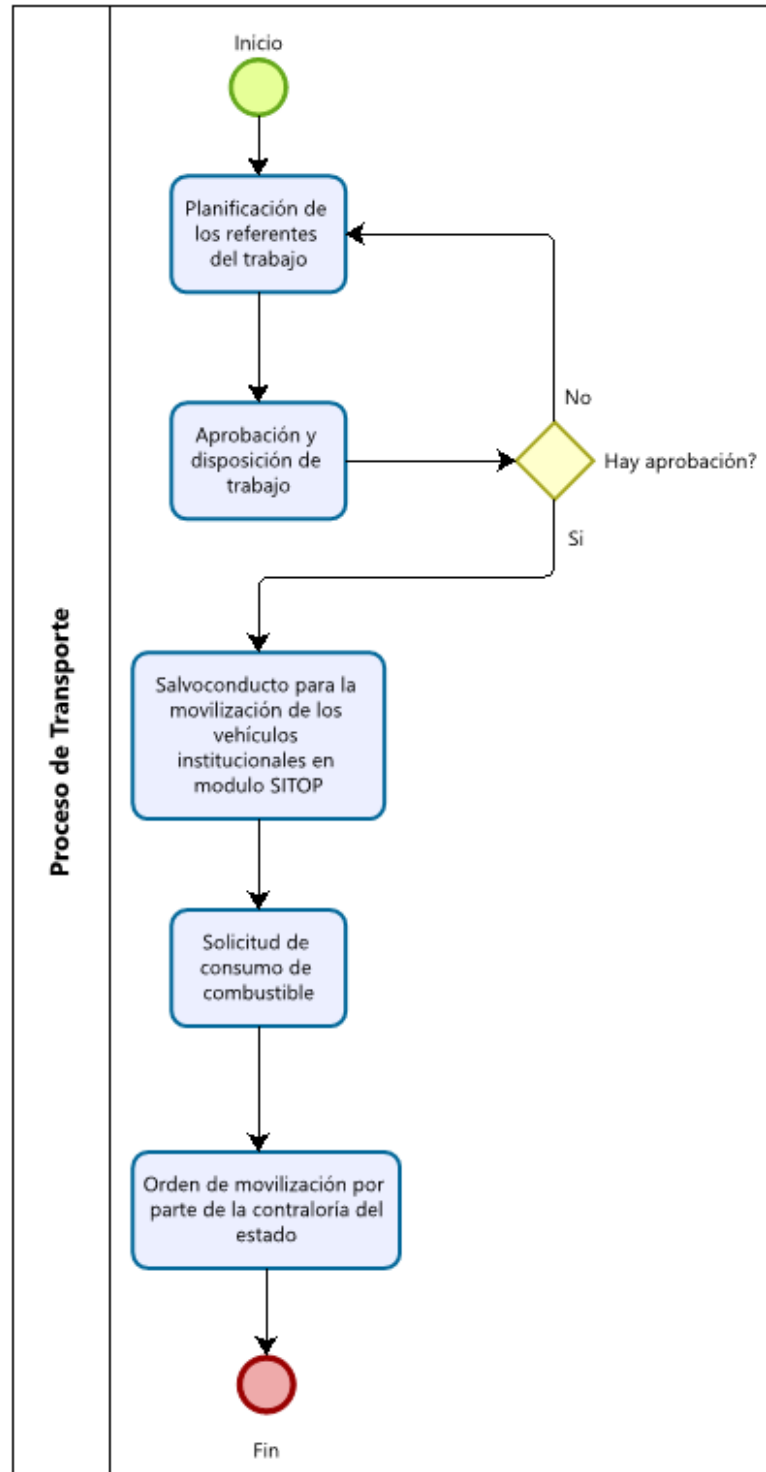 Proceso de Transporte
Inicio
Planificación de
los referentes
del trabajo
No
Aprobación y
disposición de
trabajo
Hay aprobación?
Si
Salvoconducto para la
movilización de los
vehículos
institucionales en
modulo SITOP
Solicitud de
consumo de
combustible
Orden de movilización por
parte de la contraloría del
estado
Fin